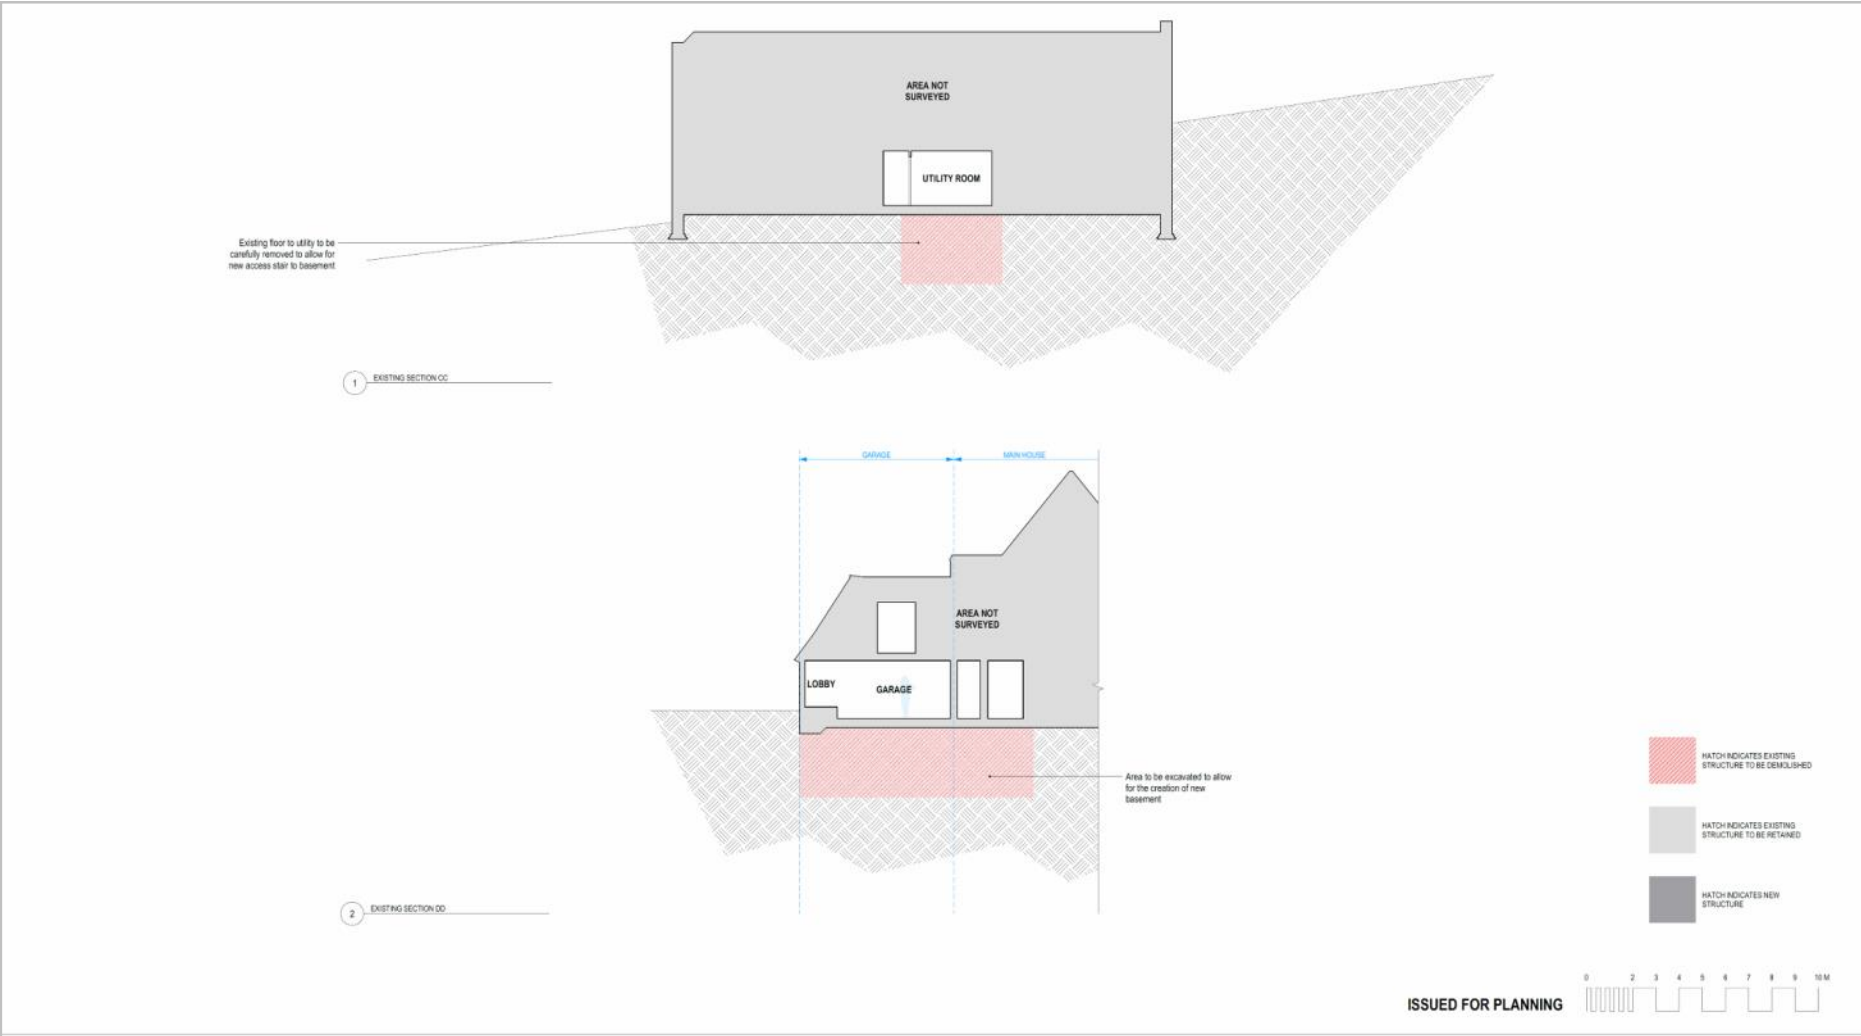 AREA NOT
SURVEYED
UTILITY ROOM
Existing floor to utility to be
carefully removed to allow for
new access stair to basement
1
EXISTING SECTION CC
GARAGE
MAIN HOUSE
AREA NOT
SURVEYED
LOBBY
GARAGE
Area to be excavated to allow
for the creation of new
basement
2
EXISTING SECTION DD
HATCH INDICATES EXISTING
STRUCTURE TO BE DEMOLISHED
HATCH INDICATES EXISTING
STRUCTURE TO BE RETAINED
HATCH INDICATES NEW
STRUCTURE
0 2 3 4 5 6 7 8 9 10 M
ISSUED FOR PLANNING